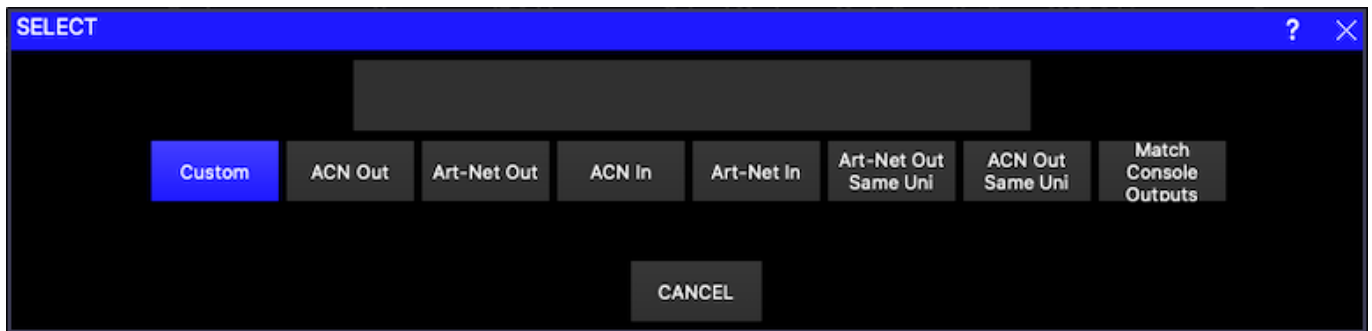 SELECT ?
Custom
ACN Out
Art-Net Out
ACN In
Art-Net In
Art-Net Out
Same Uni
ACN Out
Same Uni
Match
Console
Outputs
CANCEL